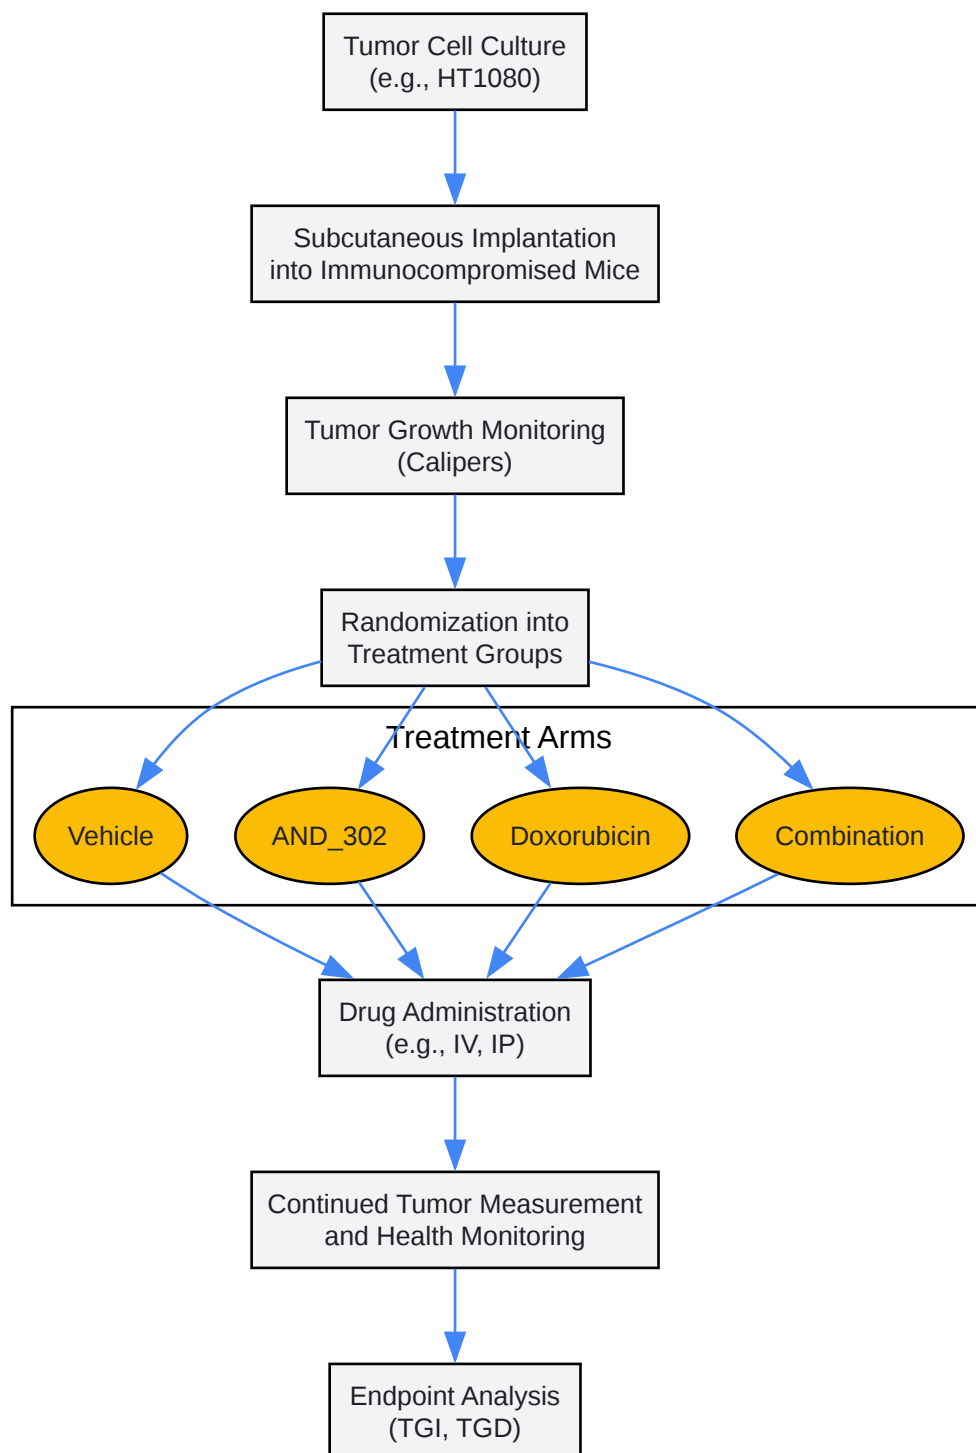 Tumor Cell Culture
(e.g., HT1080)
Subcutaneous Implantation
into Immunocompromised Mice
Tumor Growth Monitoring
(Calipers)
Randomization into
Treatment Groups
Treatment Arms
Vehicle
AND_302
Doxorubicin
Combination
Drug Administration
(e.g., IV, IP)
Continued Tumor Measurement
and Health Monitoring
Endpoint Analysis
(TGI, TGD)